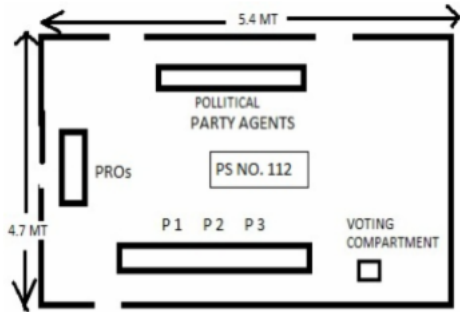 5.4 MT
POLLITICAL
PARTY AGENTS
PROs
PS NO. 112
4.7 MT
P 1 P 2 P 3
VOTING
COMPARTMENT